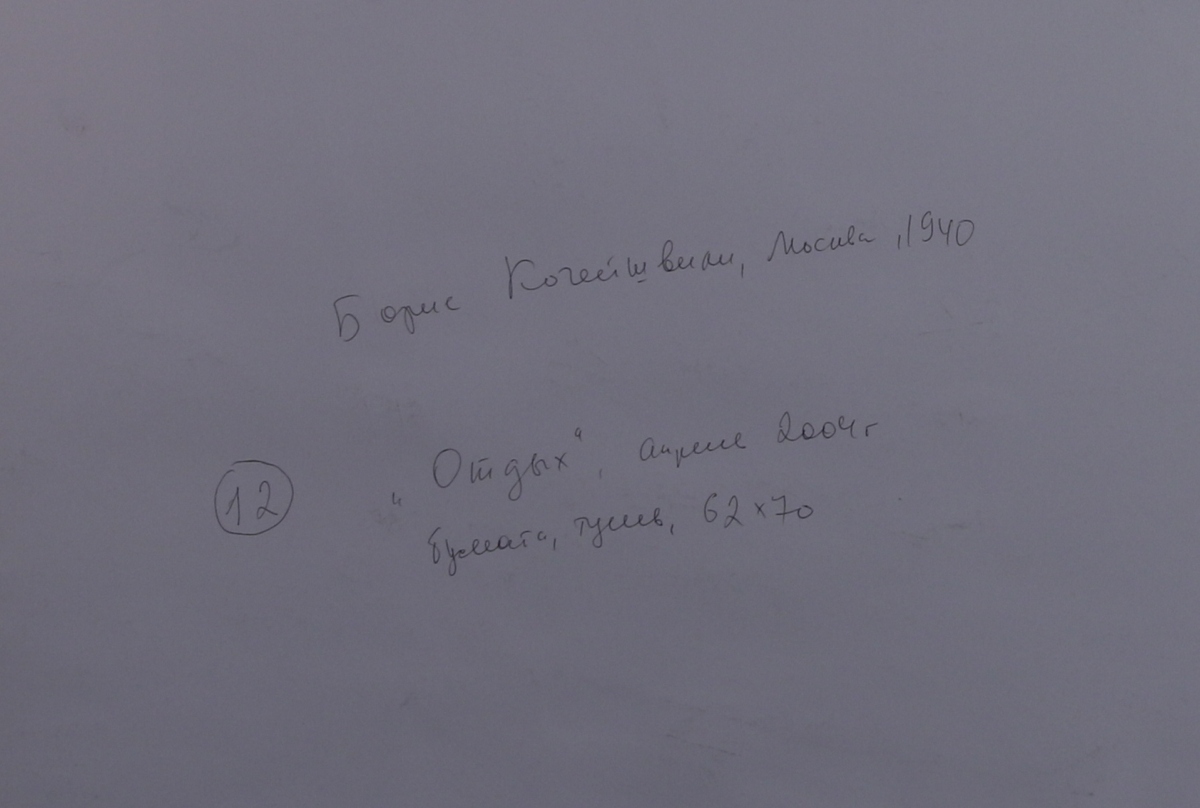 Борис Кочейшвили, Москва, 1940
12 "Отдых", апрель 2004г
бумага, тушь, 62×70